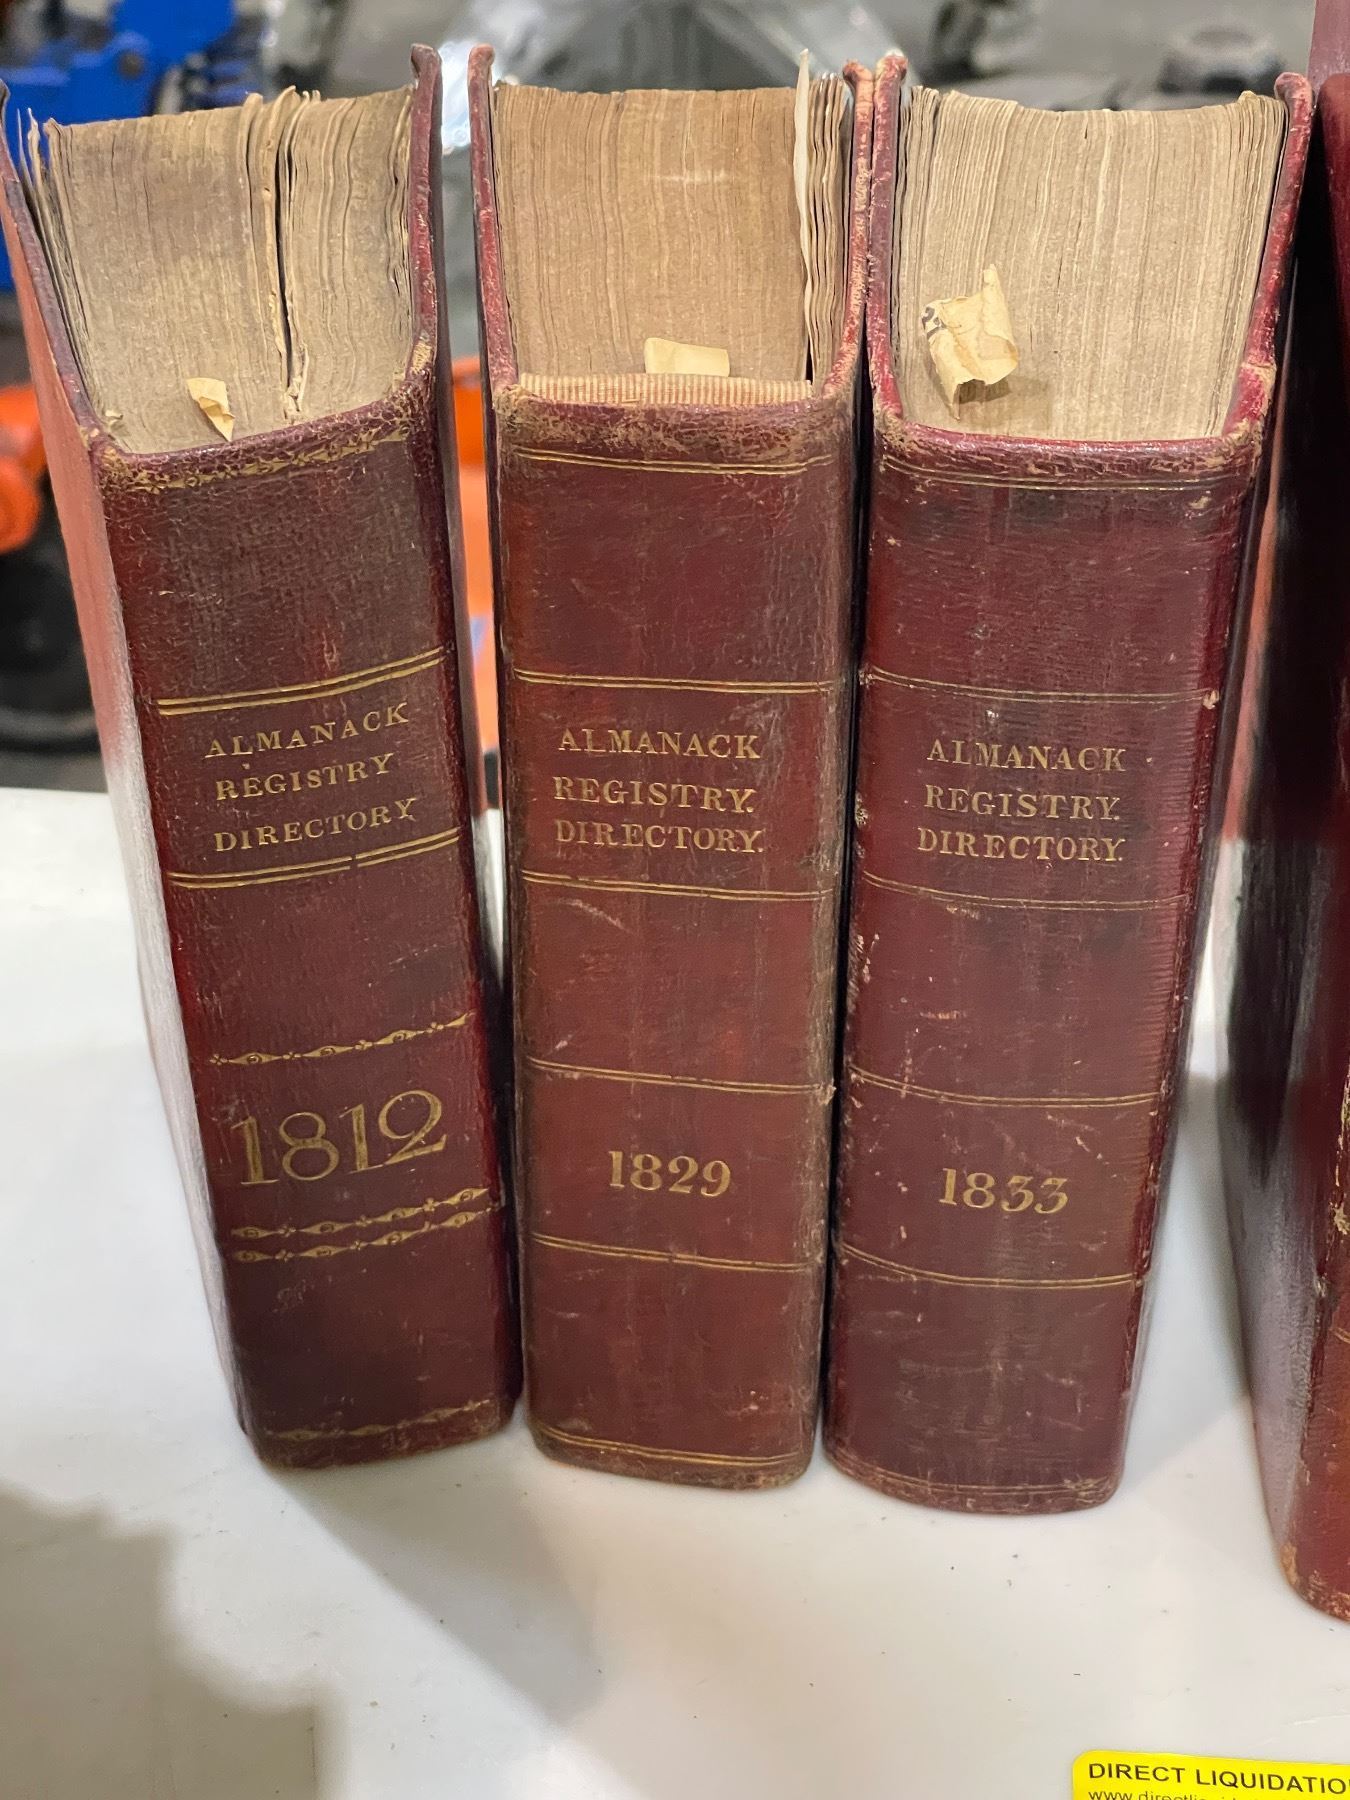 ALMANACK
REGISTRY
DIRECTORY
1812
ALMANACK
REGISTRY.
DIRECTORY.
1829
ALMANACK
REGISTRY.
DIRECTORY.
1833
DIRECT LIQUIDATIO